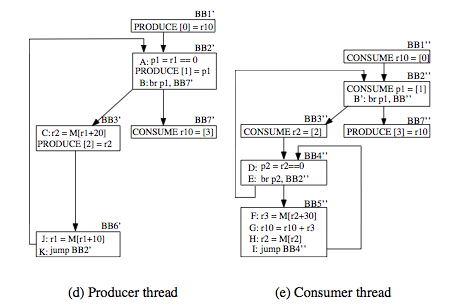 BB1'
PRODUCE [0] = r10
BB2'
A: p1 = r1 == 0
PRODUCE [1] = p1
B: br p1, BB7'
BB3'
C: r2 = M[r1+20]
PRODUCE [2] = r2
BB7'
CONSUME r10 = [3]
BB6'
J: r1 = M[r1+10]
K: jump BB2'
(d) Producer thread
BB1''
CONSUME r10 = [0]
BB2''
CONSUME p1 = [1]
B': br p1, BB''
BB3''
CONSUME r2 = [2]
BB7''
PRODUCE [3] = r10
BB4''
D: p2 = r2==0
E: br p2, BB2''
BB5''
F: r3 = M[r2+30]
G: r10 = r10 + r3
H: r2 = M[r2]
I: jump BB4''
(e) Consumer thread